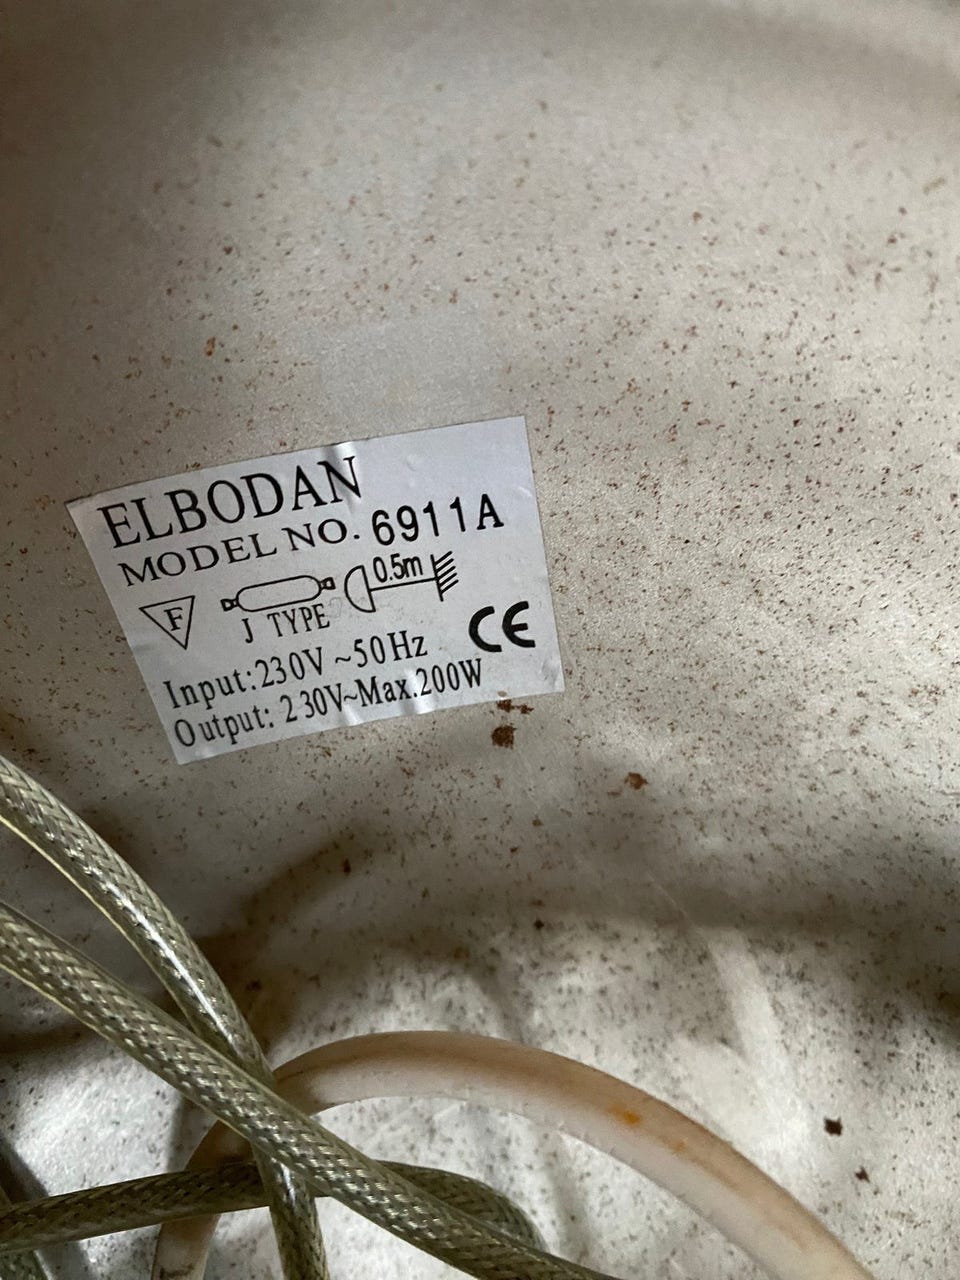 ELBODAN
MODEL NO. 6911A
F J TYPE 0.5m
CE
Input:230V ~50Hz
Output: 230V~Max.200W